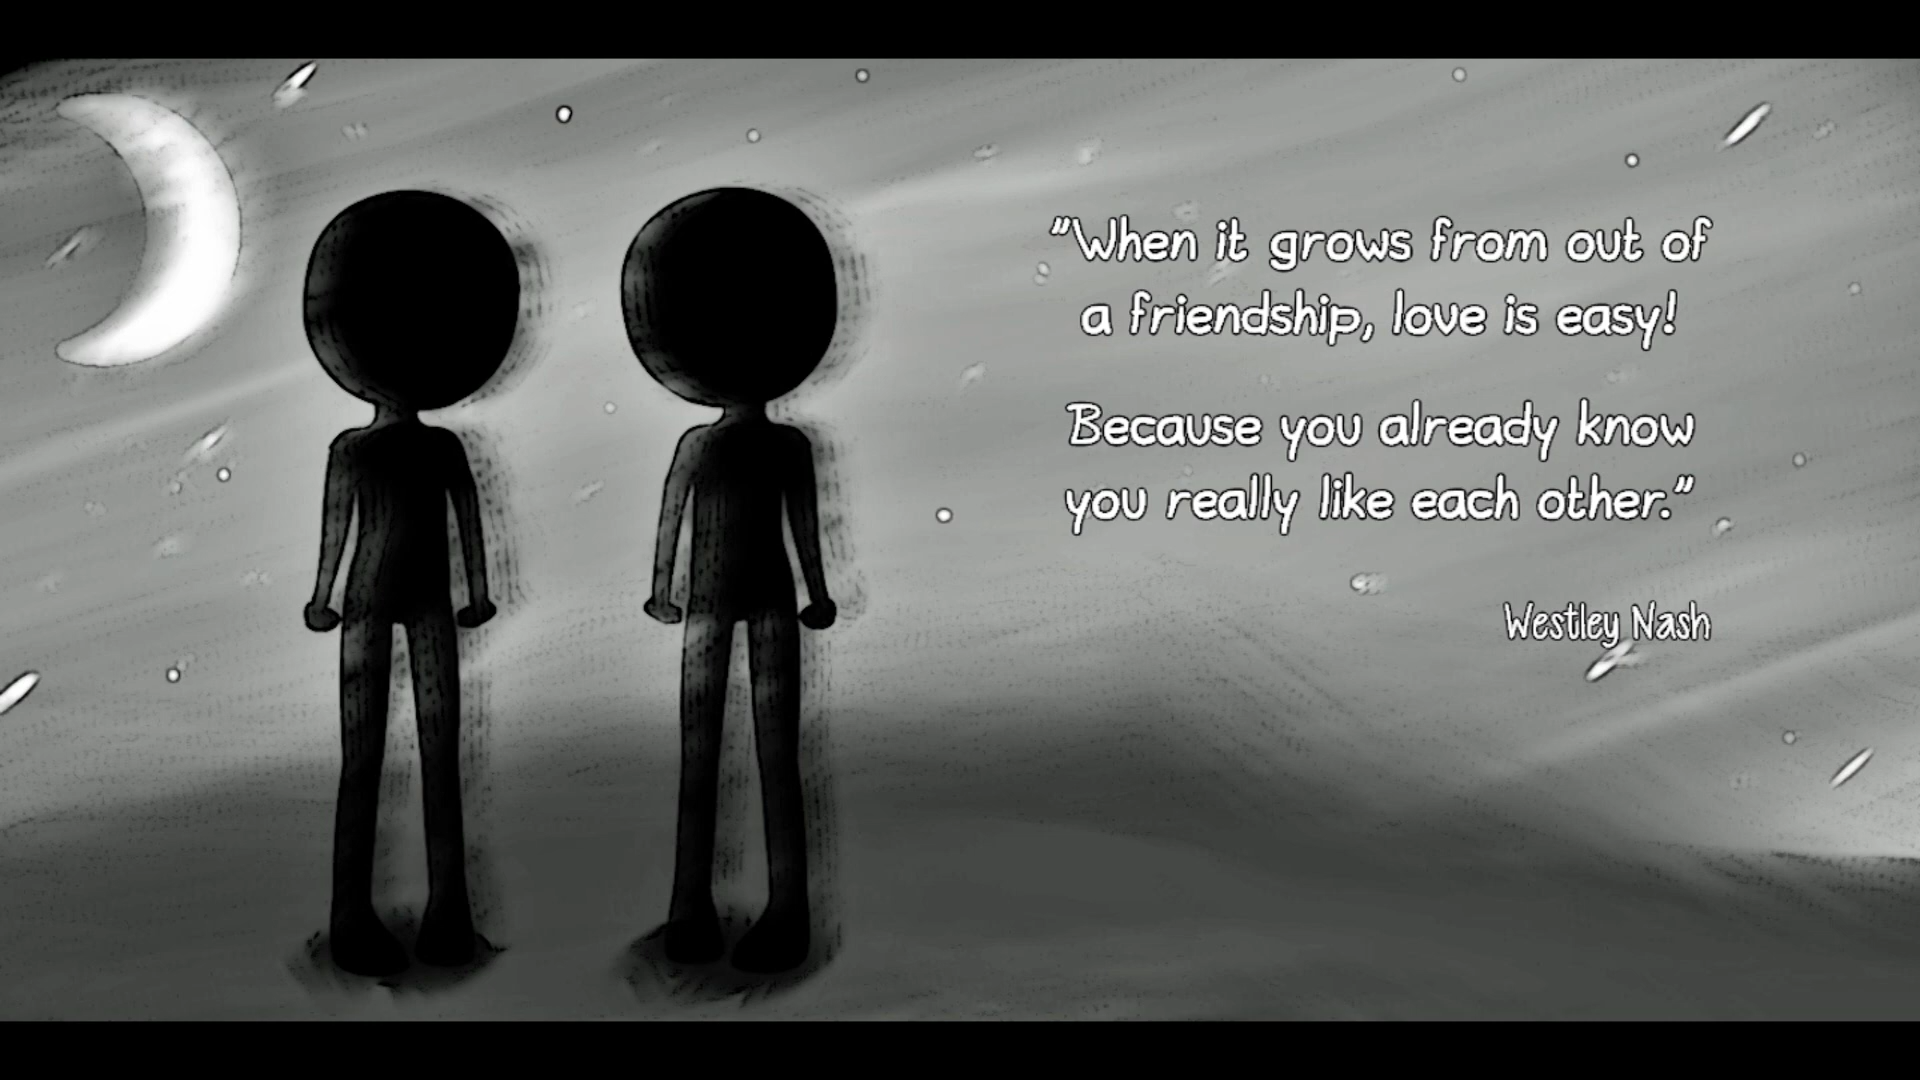 "When it grows from out of
a friendship, love is easy!
Because you already know
you really like each other."
Westley Nash